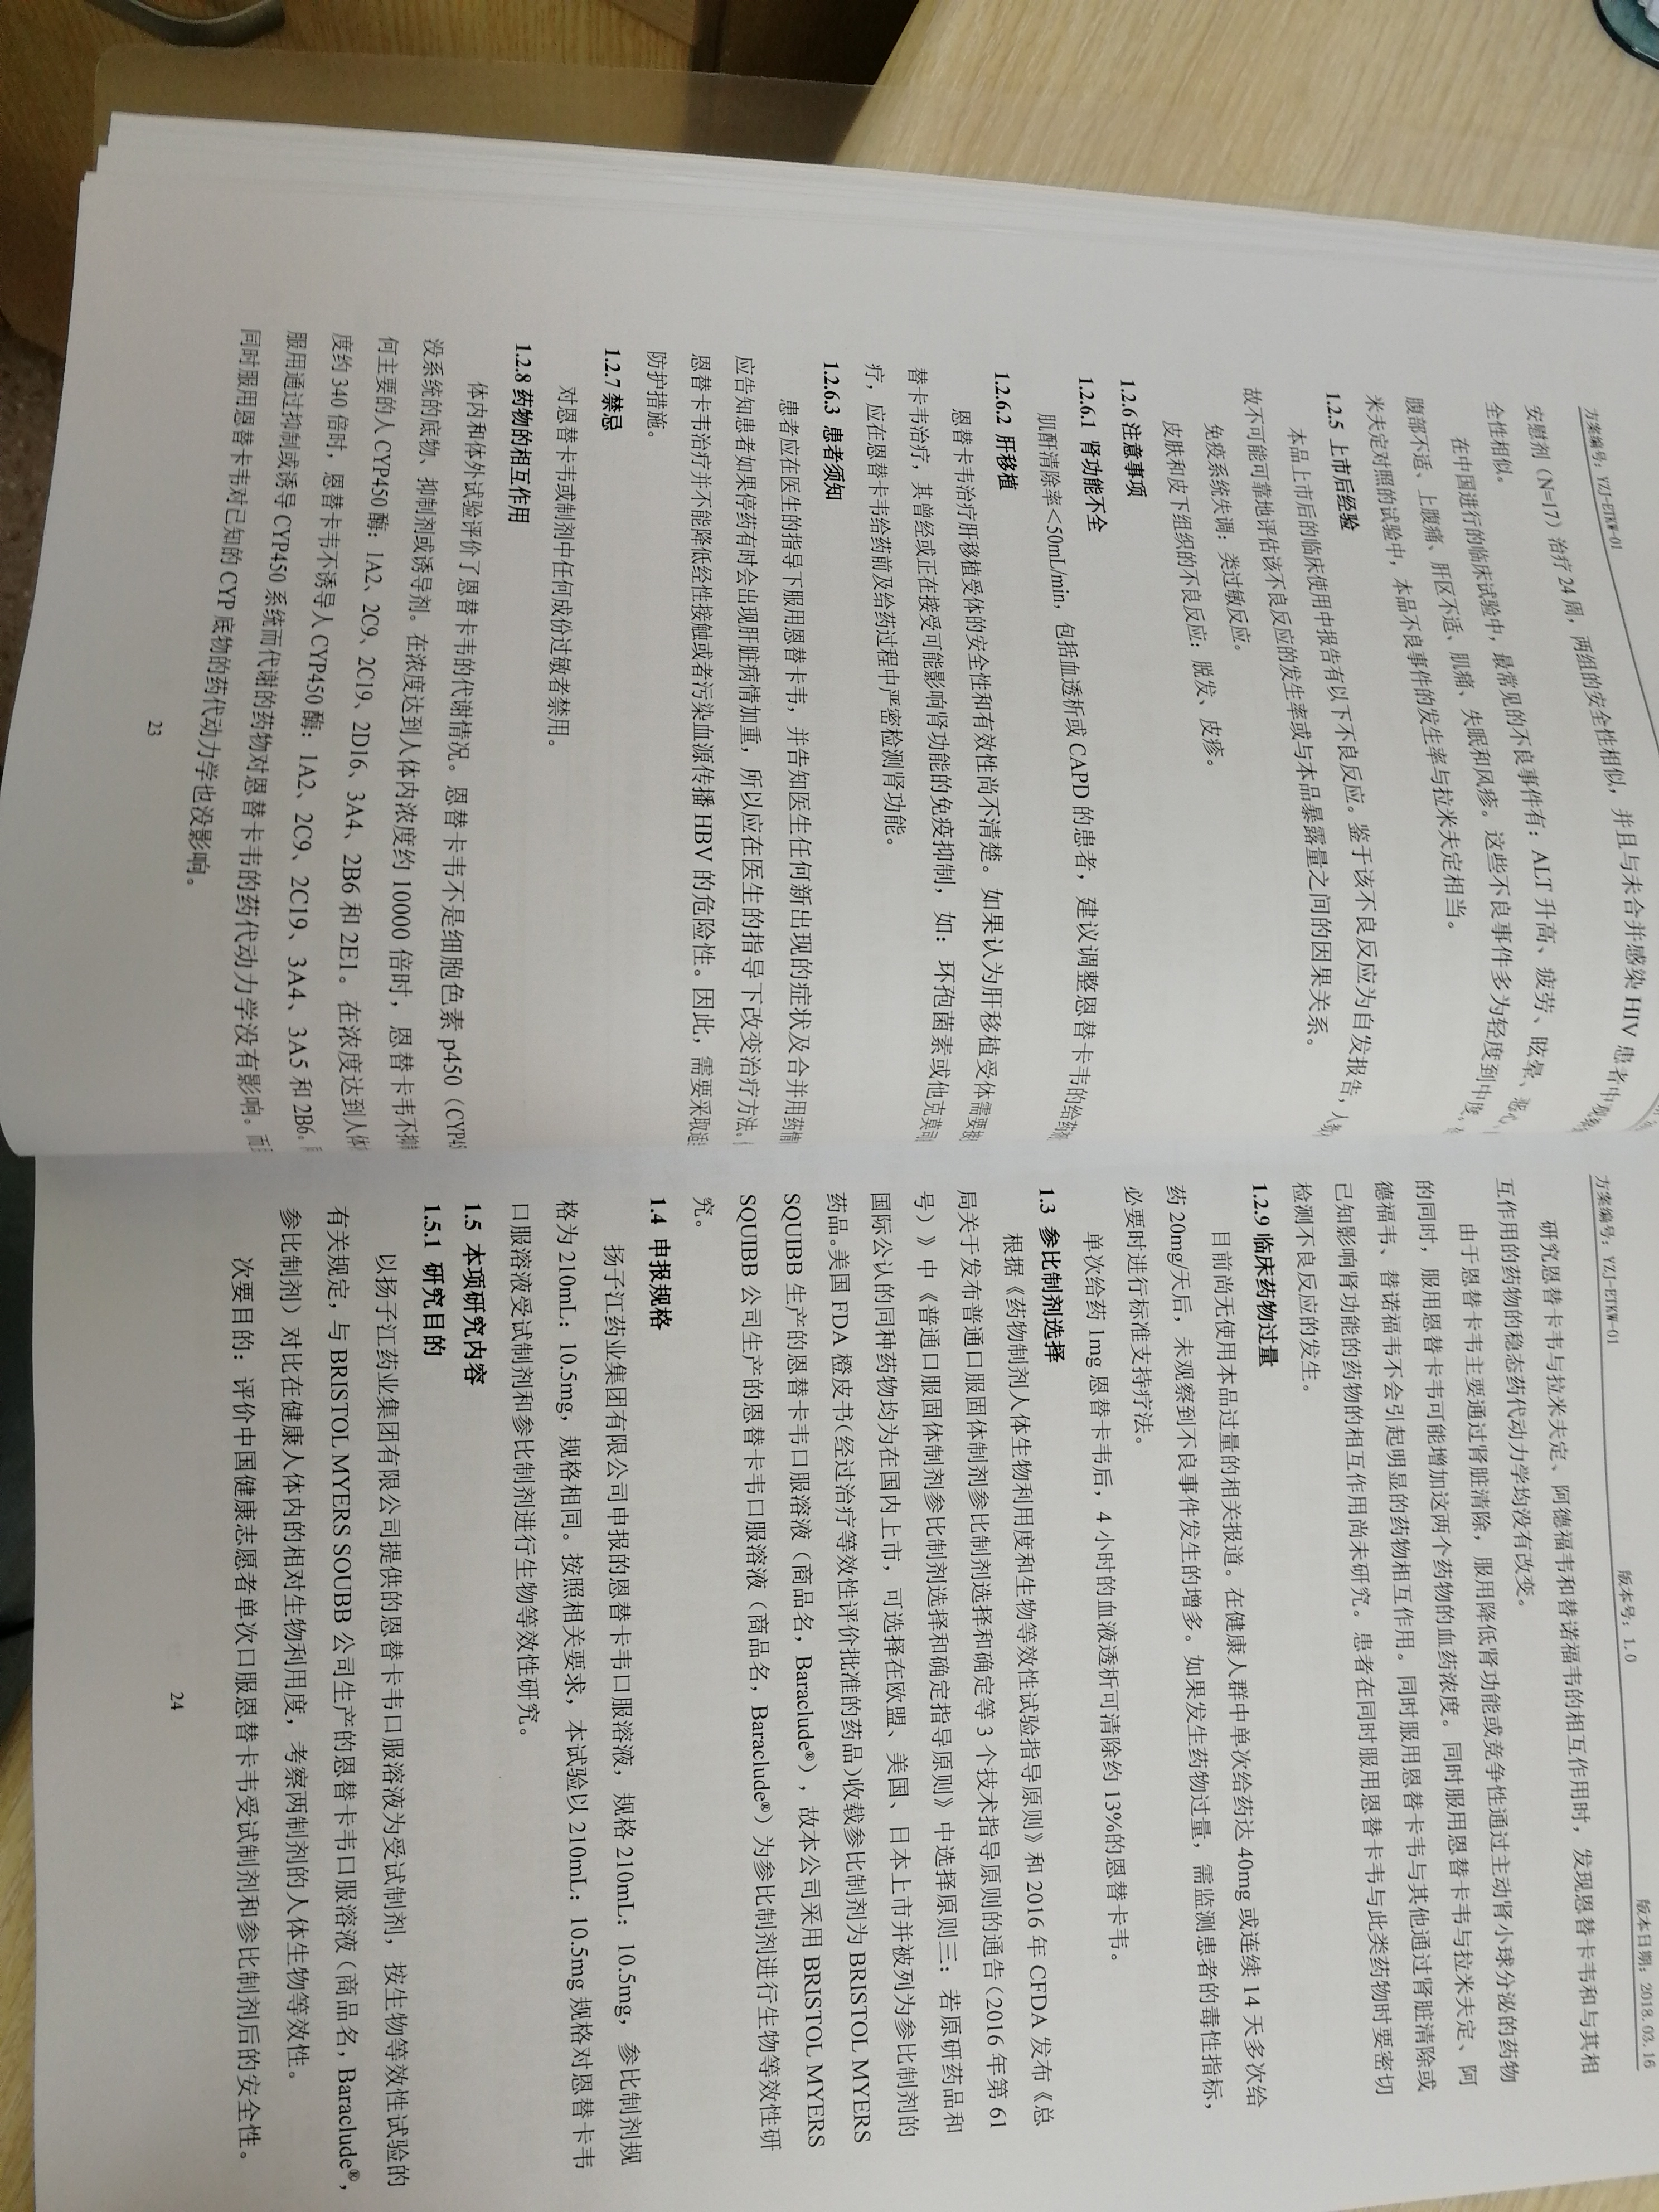 方案编号：YZJ-ETKW-01
安慰剂（N=17）治疗 24 周，两组的安全性相似，并且与未合并感染 HIV 患者中观察
全性相似。
在中国进行的临床试验中，最常见的不良事件有：ALT 升高、疲劳、眩晕、恶心、
腹部不适、上腹痛、肝区不适、肌痛、失眠和风疹。这些不良事件多为轻度到中度。
米夫定对照的试验中，本品不良事件的发生率与拉米夫定相当。
1.2.5 上市后经验
本品上市后的临床使用中报告有以下不良反应。鉴于该不良反应为自发报告，人数
故不可能可靠地评估该不良反应的发生率或与本品暴露量之间的因果关系。
免疫系统失调：类过敏反应。
皮肤和皮下组织的不良反应：脱发、皮疹。
1.2.6 注意事项
1.2.6.1 肾功能不全
肌酐清除率＜50mL/min，包括血透析或 CAPD 的患者，建议调整恩替卡韦的给药
1.2.6.2 肝移植
恩替卡韦治疗肝移植受体的安全性和有效性尚不清楚。如果认为肝移植受体需要
替卡韦治疗，其曾经或正在接受可能影响肾功能的免疫抑制，如：环孢菌素或他克莫司
疗，应在恩替卡韦给药前及给药过程中严密检测肾功能。
1.2.6.3 患者须知
患者应在医生的指导下服用恩替卡韦，并告知医生任何新出现的症状及合并用药情
应告知患者如果停药有时会出现肝脏病情加重，所以应在医生的指导下改变治疗方法。
恩替卡韦治疗并不能降低经性接触或者污染血源传播 HBV 的危险性。因此，需要采取适
防护措施。
1.2.7 禁忌
对恩替卡韦或制剂中任何成份过敏者禁用。
1.2.8 药物的相互作用
体内和体外试验评价了恩替卡韦的代谢情况。恩替卡韦不是细胞色素 p450（CYP45
没系统的底物、抑制剂或诱导剂。在浓度达到人体内浓度约 10000 倍时，恩替卡韦不抑
何主要的人 CYP450 酶：1A2、2C9、2C19、2D16、3A4、2B6 和 2E1。在浓度达到人体
度约 340 倍时，恩替卡韦不诱导人 CYP450 酶：1A2、2C9、2C19、3A4、3A5 和 2B6。
服用通过抑制或诱导 CYP450 系统而代谢的药物对恩替卡韦的药代动力学没有影响。而
同时服用恩替卡韦对已知的 CYP 底物的药代动力学也没影响。
23
方案编号：YZJ-ETKW-01 版本号：1.0 版本日期：2018.03.16
研究恩替卡韦与拉米夫定、阿德福韦和替诺福韦的相互作用时，发现恩替卡韦和与其相
互作用的药物的稳态药代动力学均没有改变。
由于恩替卡韦主要通过肾脏清除，服用降低肾功能或竞争性通过主动肾小球分泌的药物
的同时，服用恩替卡韦可能增加这两个药物的血药浓度。同时服用恩替卡韦与拉米夫定、阿
德福韦、替诺福韦不会引起明显的药物相互作用。同时服用恩替卡韦与其他通过肾脏清除或
已知影响肾功能的药物的相互作用尚未研究。患者在同时服用恩替卡韦与此类药物时要密切
检测不良反应的发生。
1.2.9 临床药物过量
目前尚无使用本品过量的相关报道。在健康人群中单次给药达 40mg 或连续 14 天多次给
药 20mg/天后，未观察到不良事件发生的增多。如果发生药物过量，需监测患者的毒性指标，
必要时进行标准支持疗法。
单次给药 1mg 恩替卡韦后，4 小时的血液透析可清除约 13%的恩替卡韦。
1.3 参比制剂选择
根据《药物制剂人体生物利用度和生物等效性试验指导原则》和 2016 年 CFDA 发布《总
局关于发布普通口服固体制剂参比制剂选择和确定等 3 个技术指导原则的通告（2016 年第 61
号）》中《普通口服固体制剂参比制剂选择和确定指导原则》中选择原则三：若原研药品和
国际公认的同种药物均为在国内上市，可选择在欧盟、美国、日本上市并被列为参比制剂的
药品。美国 FDA 橙皮书（经过治疗等效性评价批准的药品）收载参比制剂为 BRISTOL MYERS
SQUIBB 生产的恩替卡韦口服溶液（商品名，Baraclude®），故本公司采用 BRISTOL MYERS
SQUIBB 公司生产的恩替卡韦口服溶液（商品名，Baraclude®）为参比制剂进行生物等效性研
究。
1.4 申报规格
扬子江药业集团有限公司申报的恩替卡韦口服溶液，规格 210mL：10.5mg，参比制剂规
格为 210mL：10.5mg，规格相同。按照相关要求，本试验以 210mL：10.5mg 规格对恩替卡韦
口服溶液受试制剂和参比制剂进行生物等效性研究。
1.5 本项研究内容
1.5.1 研究目的
以扬子江药业集团有限公司提供的恩替卡韦口服溶液为受试制剂，按生物等效性试验的
有关规定，与 BRISTOL MYERS SOUBB 公司生产的恩替卡韦口服溶液（商品名，Baraclude®，
参比制剂）对比在健康人体内的相对生物利用度，考察两制剂的人体生物等效性。
次要目的：评价中国健康志愿者单次口服恩替卡韦受试制剂和参比制剂后的安全性。
24